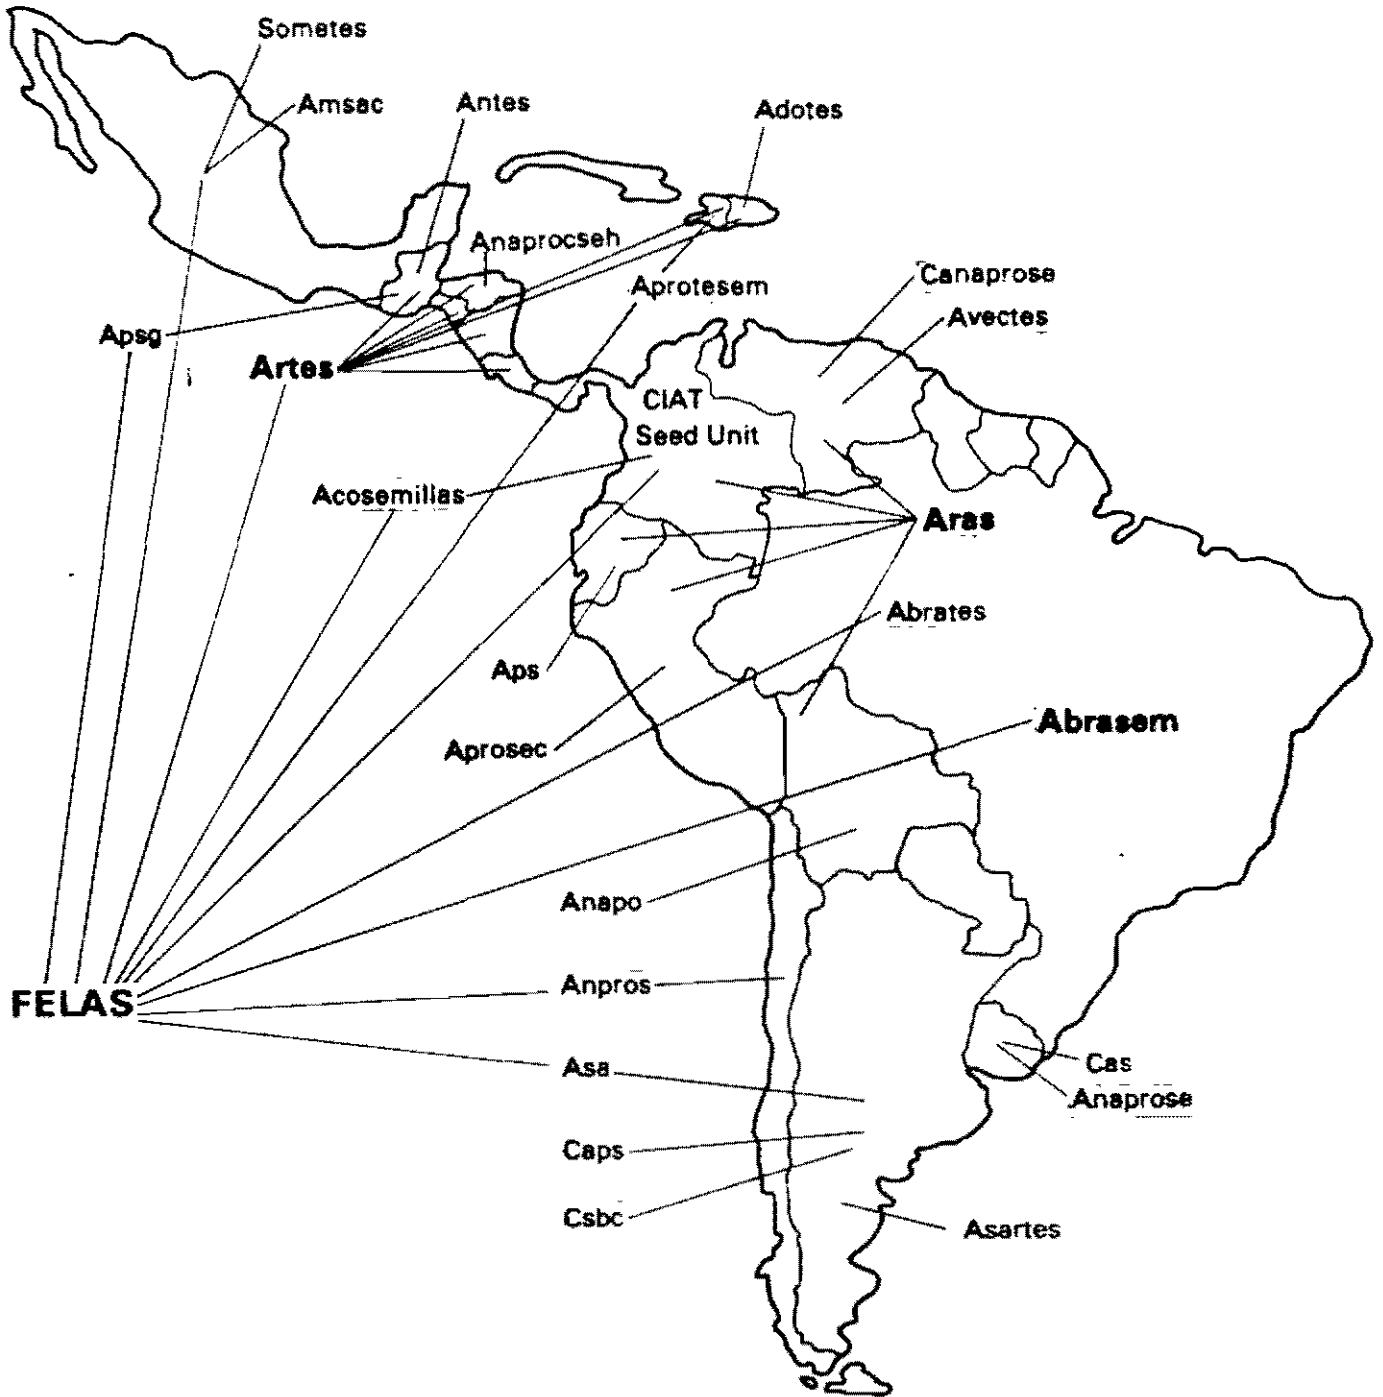 Sometes
Amsac
Antes
Adotes
Anaprocseh
Aprotesem
Canaprose
Avectes
Apsg
Artes
CIAT
Seed Unit
Acosemillas
Aras
Abrates
Aps
Abrasem
Aprosec
Anapo
Anpros
FELAS
Asa
Cas
Anaprose
Caps
Csbc
Asartes